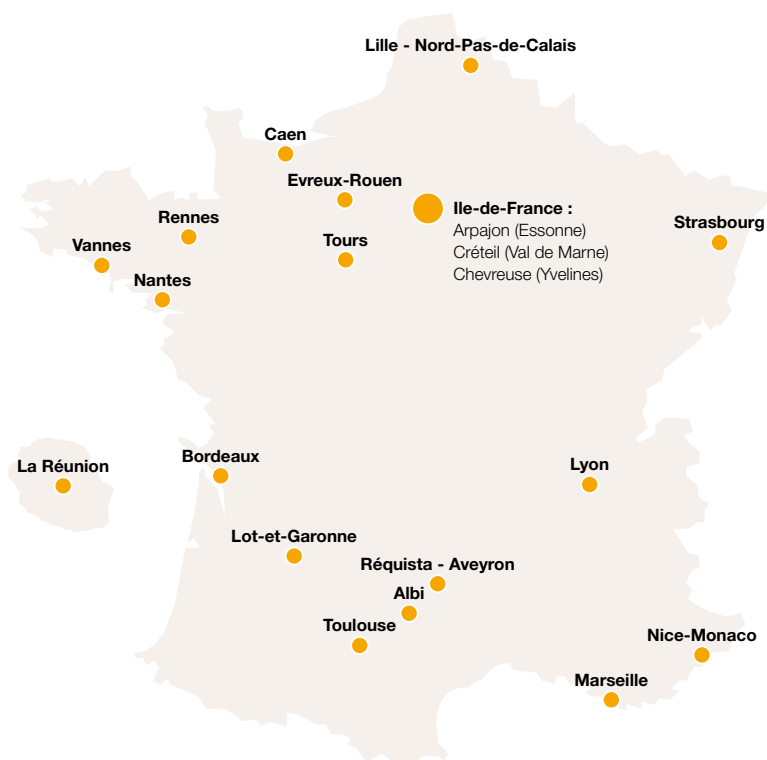 Lille - Nord-Pas-de-Calais
Caen
Evreux-Rouen
Ile-de-France :
Arpajon (Essonne)
Créteil (Val de Marne)
Chevreuse (Yvelines)
Rennes
Strasbourg
Vannes
Tours
Nantes
La Réunion
Bordeaux
Lyon
Lot-et-Garonne
Réquista - Aveyron
Albi
Toulouse
Nice-Monaco
Marseille